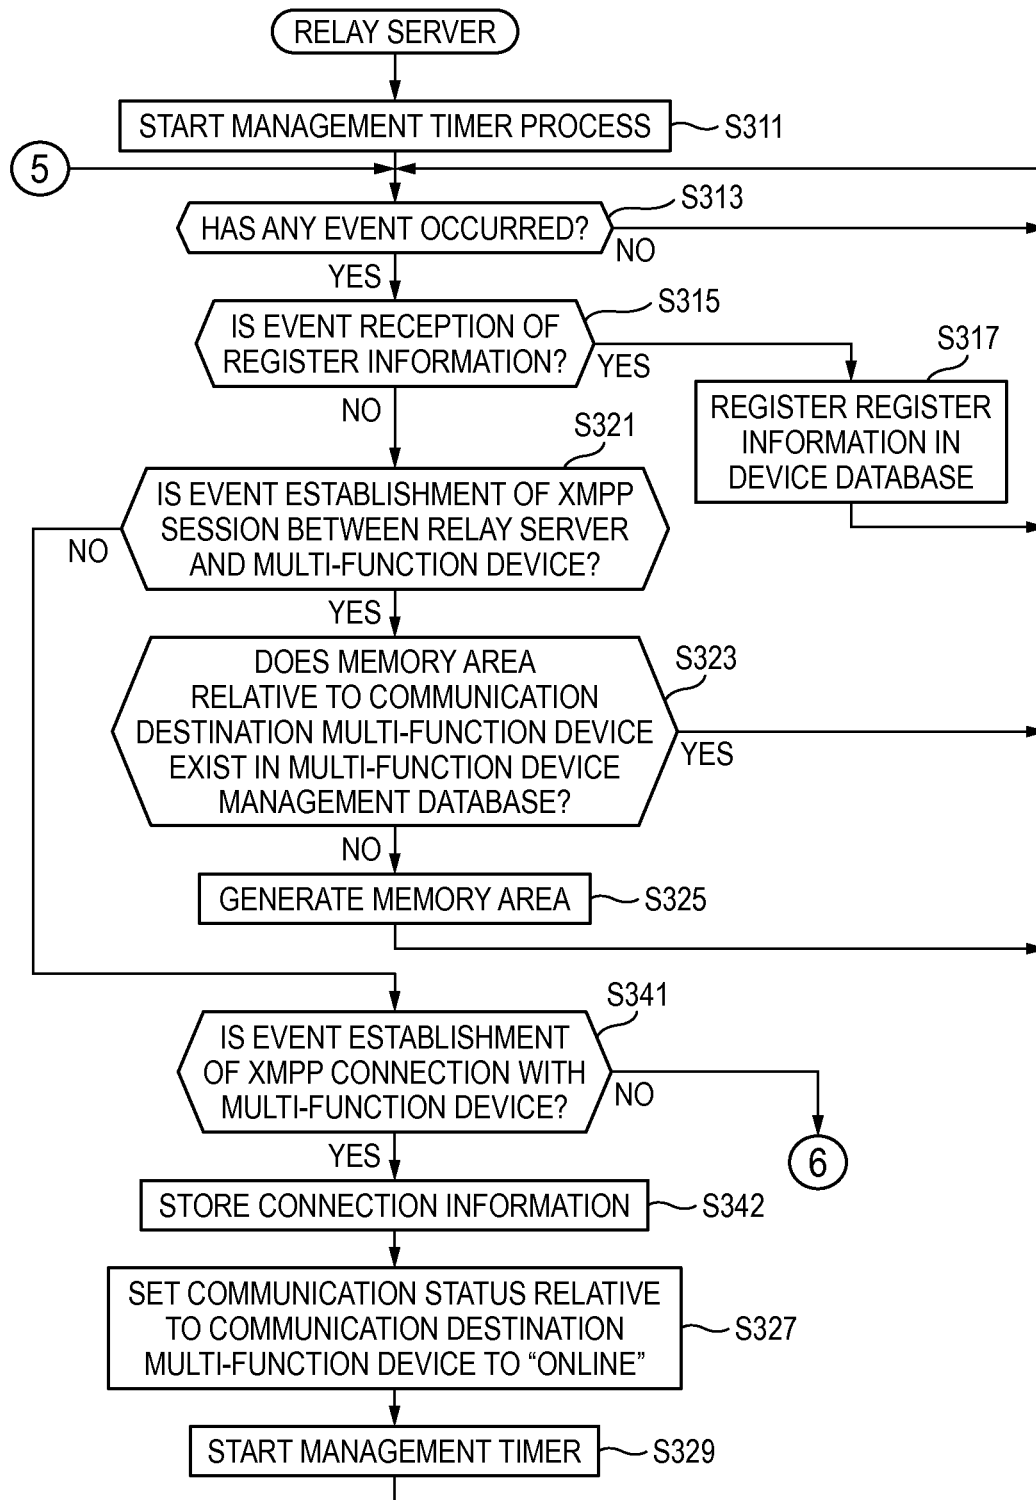 RELAY SERVER
START MANAGEMENT TIMER PROCESS
S311
5
HAS ANY EVENT OCCURRED?
S313
NO
YES
IS EVENT RECEPTION OF
REGISTER INFORMATION?
S315
YES
NO
S317
REGISTER REGISTER
INFORMATION IN
DEVICE DATABASE
S321
IS EVENT ESTABLISHMENT OF XMPP
SESSION BETWEEN RELAY SERVER
AND MULTI-FUNCTION DEVICE?
NO
YES
DOES MEMORY AREA
RELATIVE TO COMMUNICATION
DESTINATION MULTI-FUNCTION DEVICE
EXIST IN MULTI-FUNCTION DEVICE
MANAGEMENT DATABASE?
S323
YES
NO
GENERATE MEMORY AREA
S325
S341
IS EVENT ESTABLISHMENT
OF XMPP CONNECTION WITH
MULTI-FUNCTION DEVICE?
NO
YES
6
STORE CONNECTION INFORMATION
S342
SET COMMUNICATION STATUS RELATIVE
TO COMMUNICATION DESTINATION
MULTI-FUNCTION DEVICE TO “ONLINE”
S327
START MANAGEMENT TIMER
S329